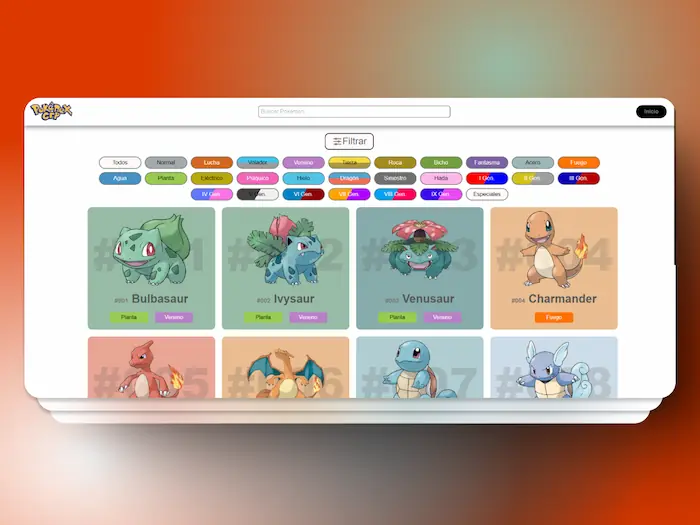 Pokédex
Buscar Pokémon
Inicio
Filtrar
Todos Normal Lucha Volador Veneno Tierra Roca Bicho Fantasma Acero Fuego
Agua Planta Eléctrico Psíquico Hielo Dragón Siniestro Hada I Gen. II Gen. III Gen.
IV Gen. V Gen. VI Gen. VII Gen. VIII Gen. IX Gen. Especiales
#001 #002 #003 #004
#001 Bulbasaur #002 Ivysaur #003 Venusaur #004 Charmander
Planta Veneno Planta Veneno Planta Veneno Fuego
#005 #006 #007 #008